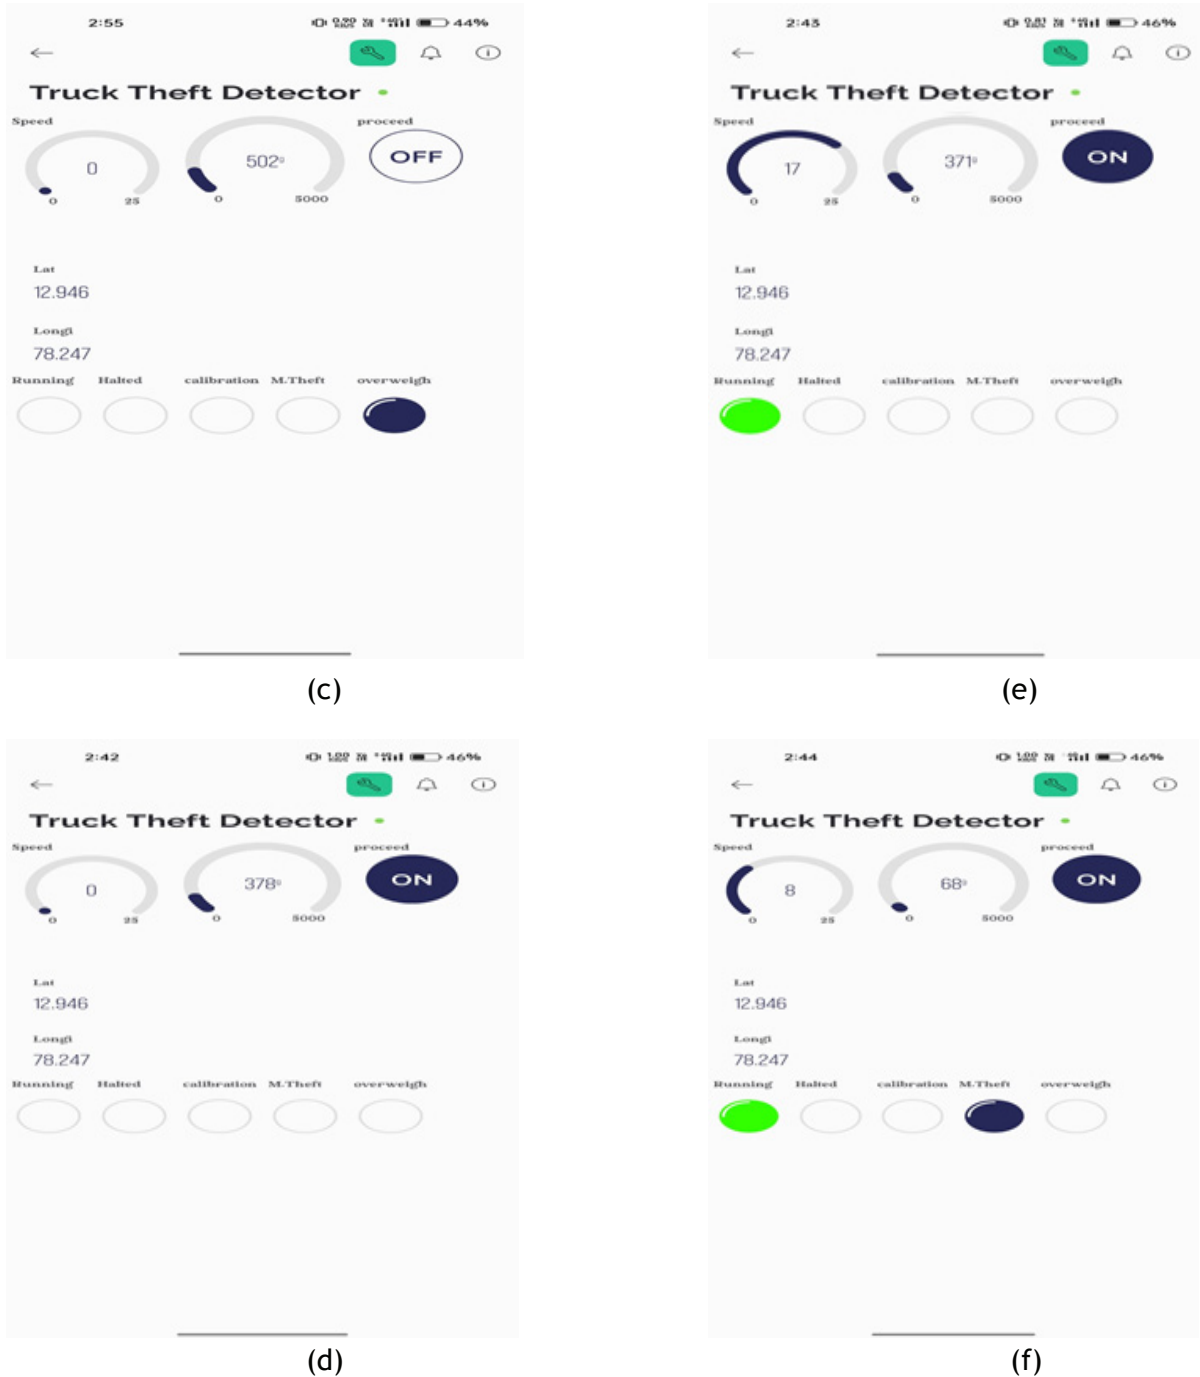 2:55 44%
Truck Theft Detector
Speed proceed
0 502g OFF
0 25 0 5000
Lat
12.946
Longi
78.247
Running Halted calibration M.Theft overweigh
(c)
2:43 46%
Truck Theft Detector
Speed proceed
17 371g ON
0 25 0 5000
Lat
12.946
Longi
78.247
Running Halted calibration M.Theft overweigh
(e)
2:42 46%
Truck Theft Detector
Speed proceed
0 378g ON
0 25 0 5000
Lat
12.946
Longi
78.247
Running Halted calibration M.Theft overweigh
(d)
2:44 46%
Truck Theft Detector
Speed proceed
8 68g ON
0 25 0 5000
Lat
12.946
Longi
78.247
Running Halted calibration M.Theft overweigh
(f)